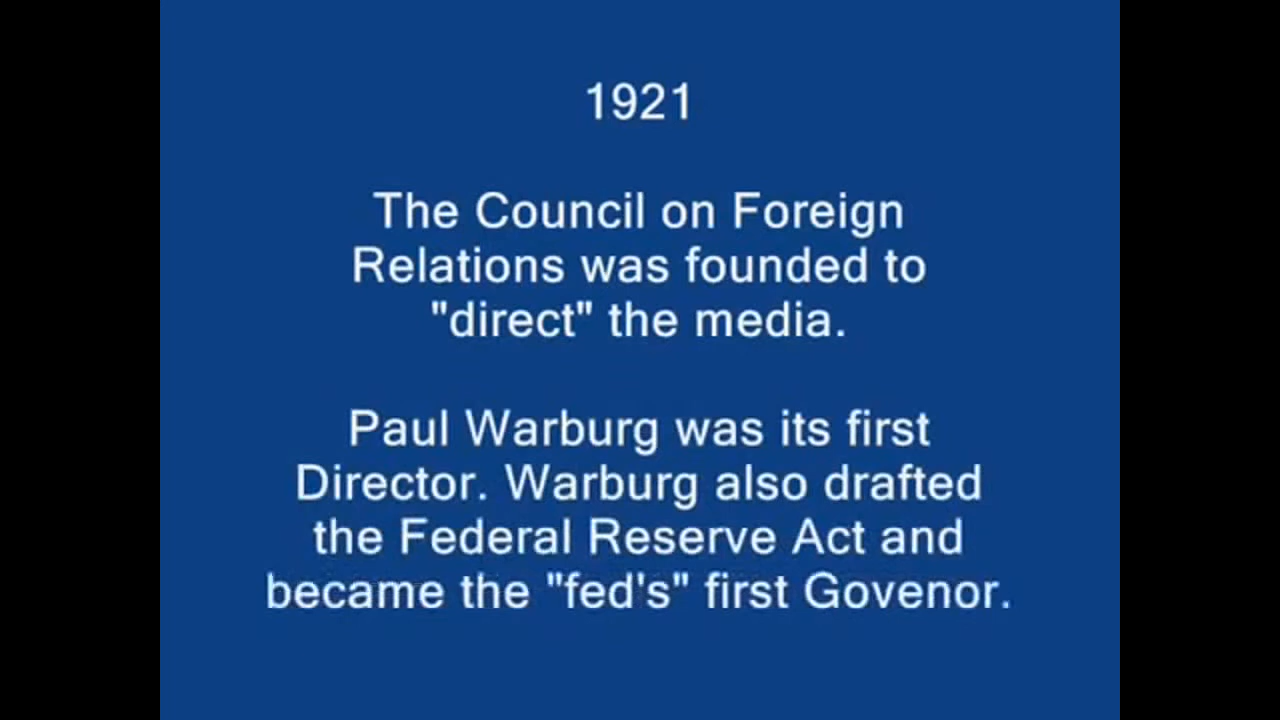 1921
The Council on Foreign
Relations was founded to
"direct" the media.
Paul Warburg was its first
Director. Warburg also drafted
the Federal Reserve Act and
became the "fed's" first Govenor.